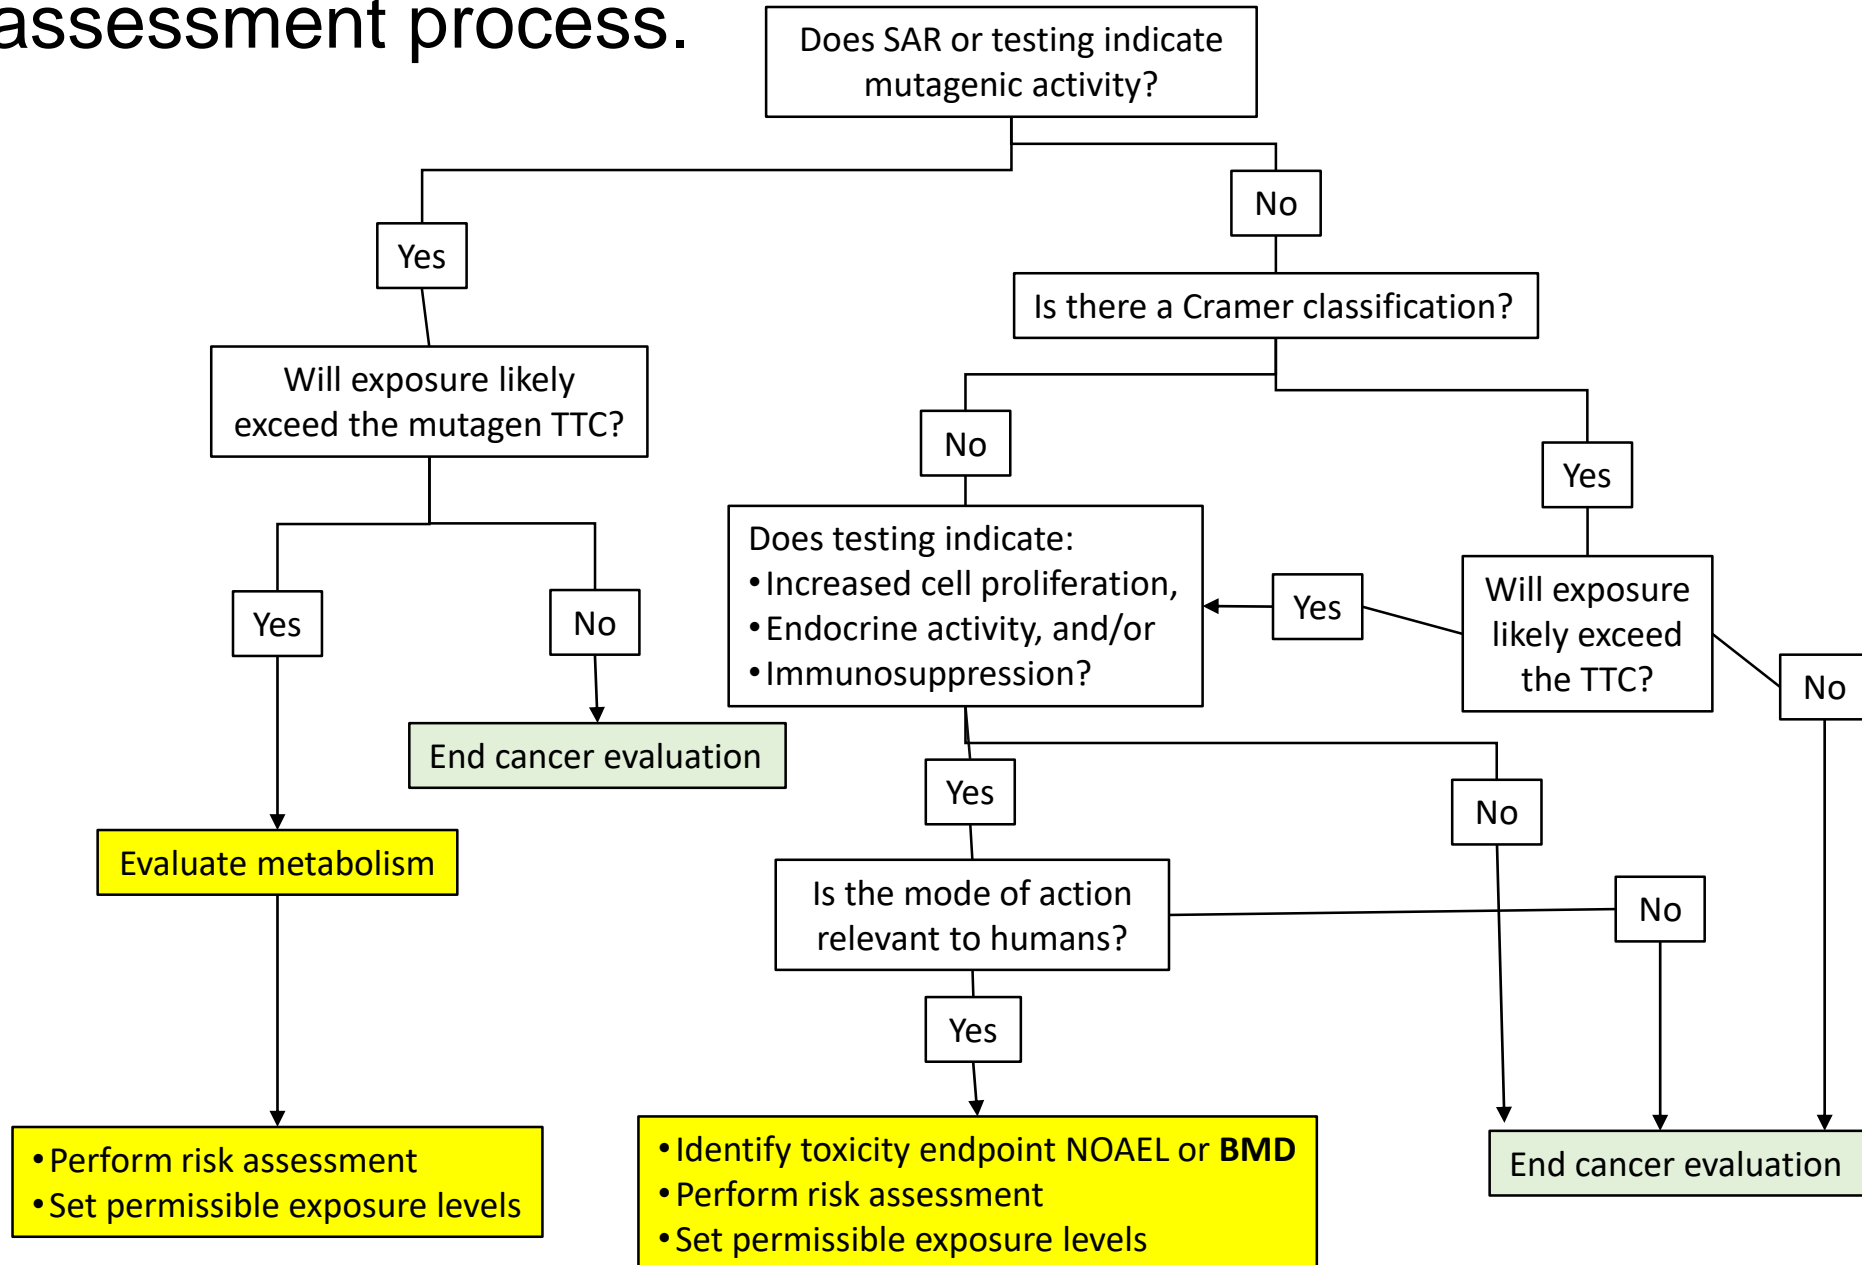 assessment process.
Does SAR or testing indicate
mutagenic activity?
No
Yes
Is there a Cramer classification?
Will exposure likely
exceed the mutagen TTC?
No
Yes
Does testing indicate:
•Increased cell proliferation,
•Endocrine activity, and/or
•Immunosuppression?
Yes
Will exposure
likely exceed
the TTC?
No
Yes
No
End cancer evaluation
Yes
No
Evaluate metabolism
Is the mode of action
relevant to humans?
No
Yes
•Perform risk assessment
•Set permissible exposure levels
•Identify toxicity endpoint NOAEL or BMD
•Perform risk assessment
•Set permissible exposure levels
End cancer evaluation